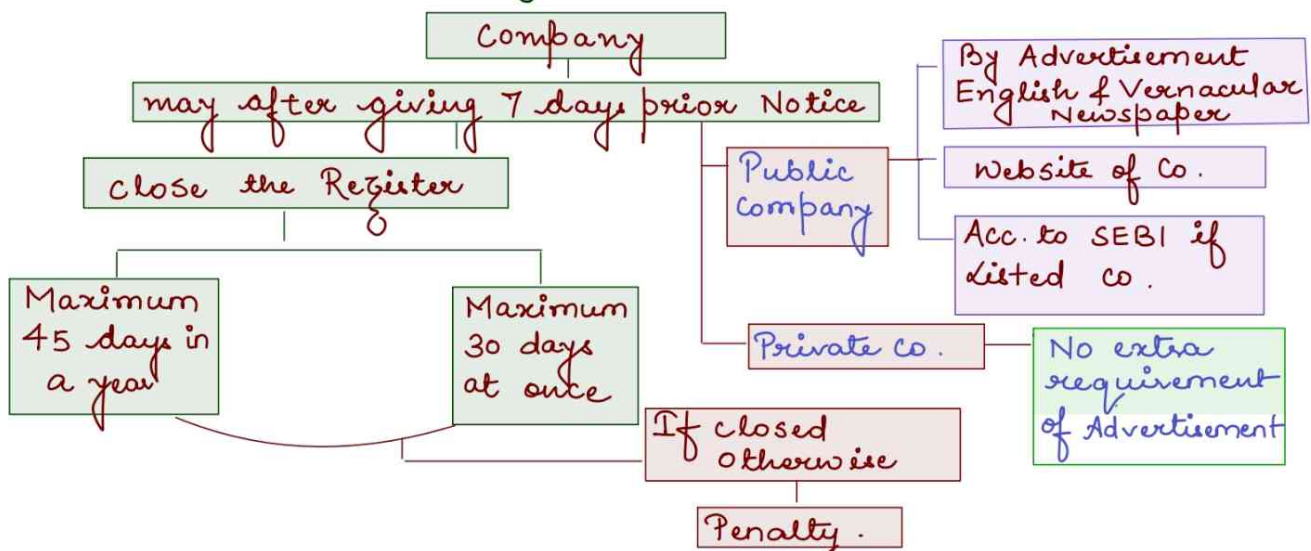 Company
may after giving 7 days prior Notice
close the Register
Maximum
45 days in
a year
Maximum
30 days
at once
If closed
otherwise
Penalty.
Public
Company
By Advertisement
English & Vernacular
Newspaper
Website of Co.
Acc. to SEBI if
Listed co.
Private co.
No extra
requirement
of Advertisement